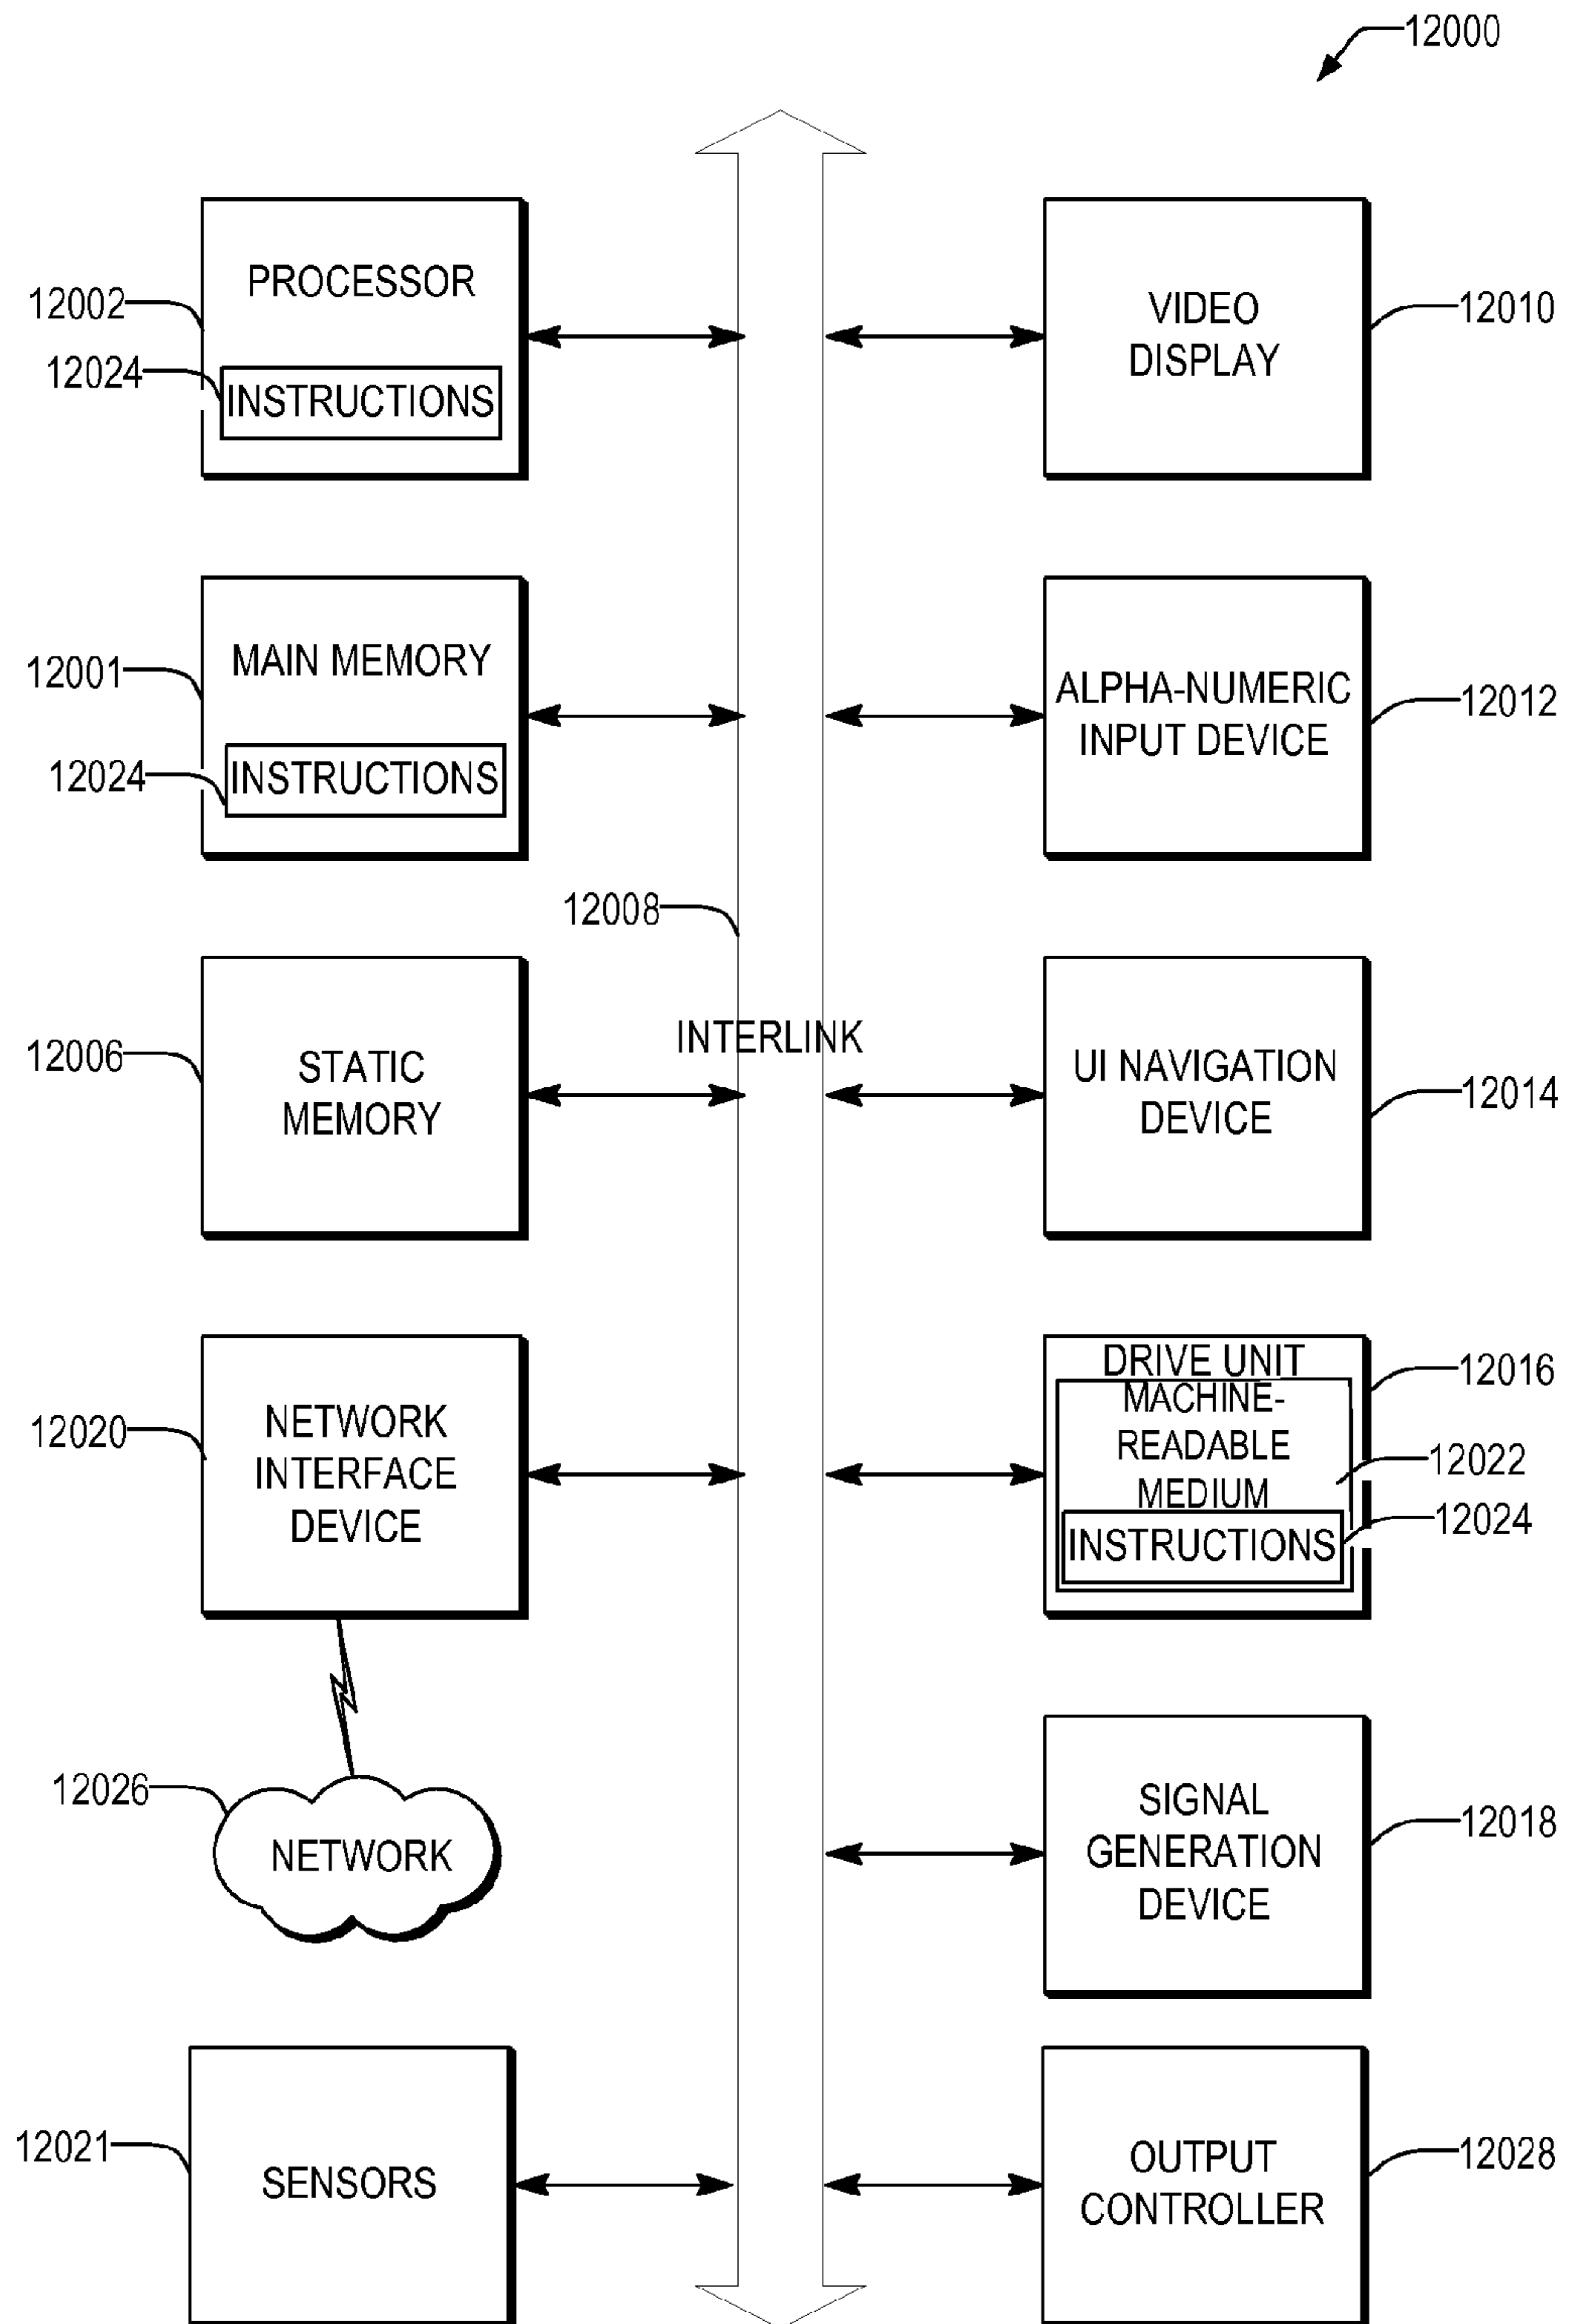 12000
PROCESSOR
12002
12024
INSTRUCTIONS
VIDEO
DISPLAY
12010
MAIN MEMORY
12001
12024
INSTRUCTIONS
ALPHA-NUMERIC
INPUT DEVICE
12012
12008
INTERLINK
STATIC
MEMORY
12006
UI NAVIGATION
DEVICE
12014
NETWORK
INTERFACE
DEVICE
12020
DRIVE UNIT
MACHINE-
READABLE
MEDIUM
INSTRUCTIONS
12016
12022
12024
12026
NETWORK
SIGNAL
GENERATION
DEVICE
12018
12021
SENSORS
OUTPUT
CONTROLLER
12028